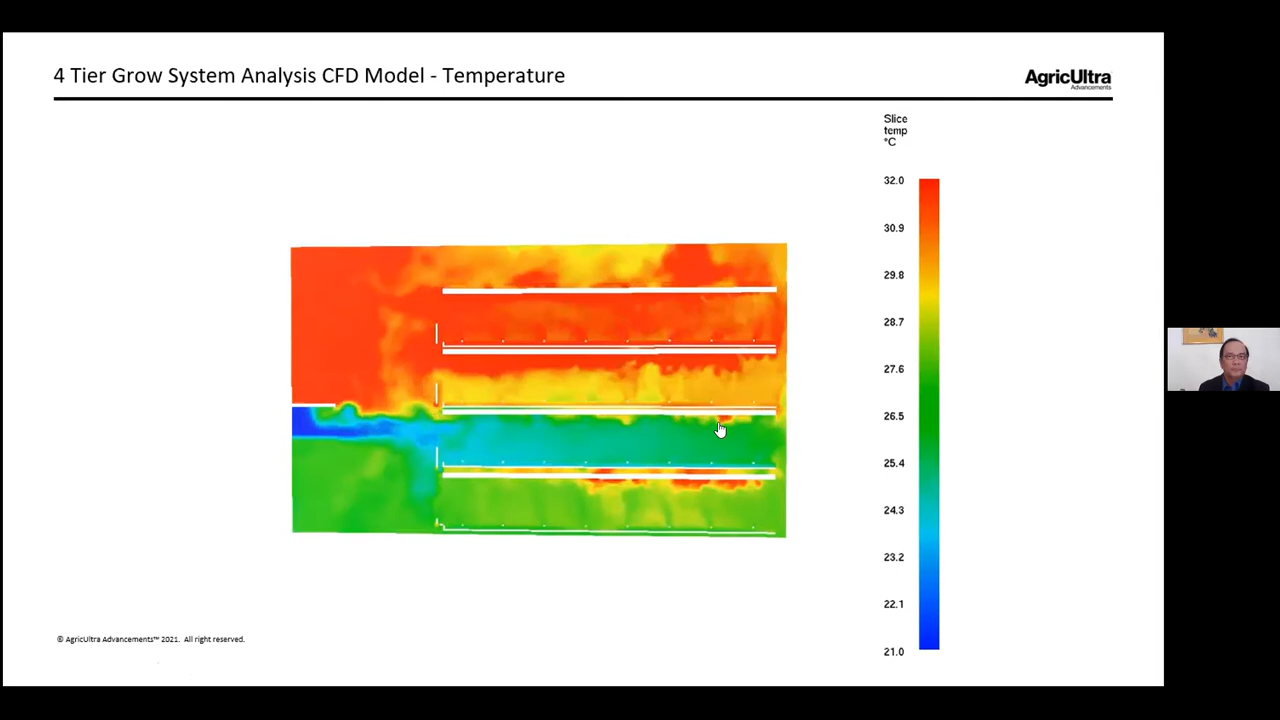 4 Tier Grow System Analysis CFD Model - Temperature
AgricUltra
Advancements
Slice
temp
°C
32.0
30.9
29.8
28.7
27.6
26.5
25.4
24.3
23.2
22.1
21.0
© AgricUltra Advancements™ 2021. All right reserved.